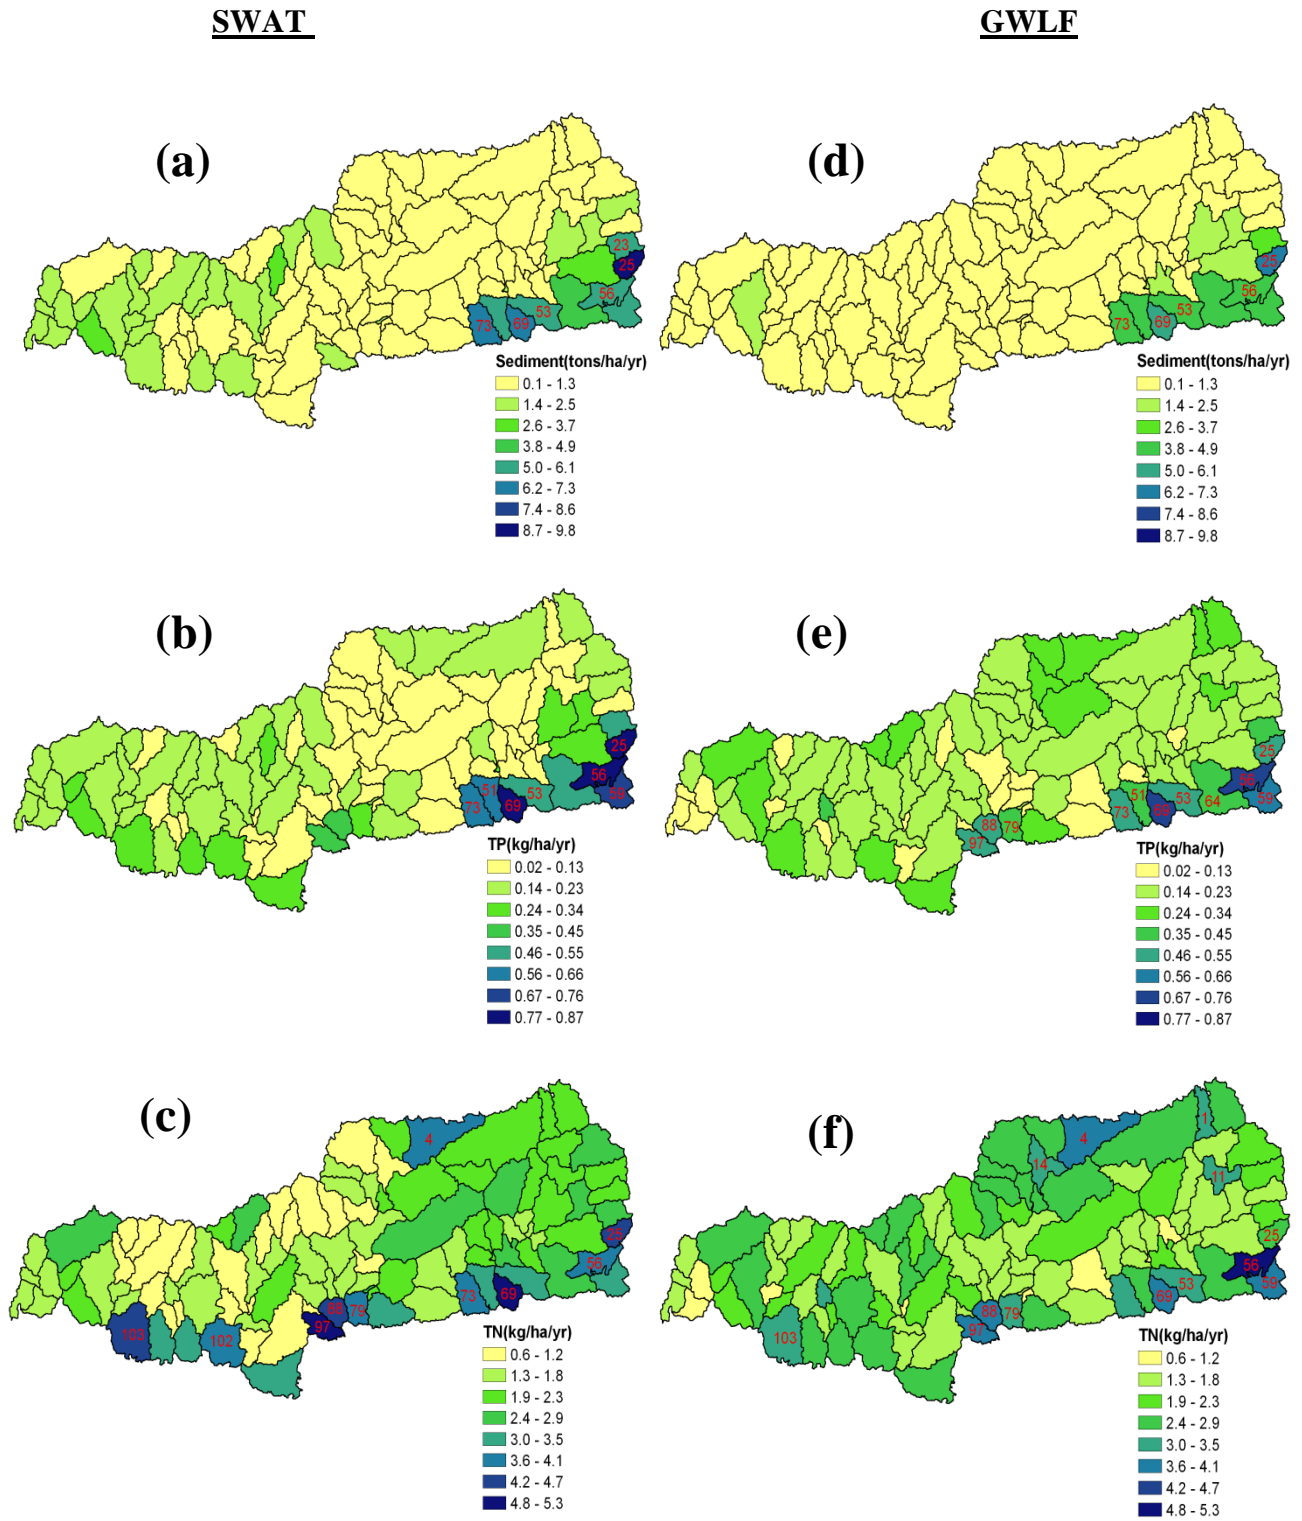 SWAT
GWLF
(a)
23
25
56
53
69
73
Sediment(tons/ha/yr)
0.1 - 1.3
1.4 - 2.5
2.6 - 3.7
3.8 - 4.9
5.0 - 6.1
6.2 - 7.3
7.4 - 8.6
8.7 - 9.8
(d)
25
56
53
69
73
Sediment(tons/ha/yr)
0.1 - 1.3
1.4 - 2.5
2.6 - 3.7
3.8 - 4.9
5.0 - 6.1
6.2 - 7.3
7.4 - 8.6
8.7 - 9.8
(b)
25
56
59
51
53
73
69
TP(kg/ha/yr)
0.02 - 0.13
0.14 - 0.23
0.24 - 0.34
0.35 - 0.45
0.46 - 0.55
0.56 - 0.66
0.67 - 0.76
0.77 - 0.87
(e)
25
56
59
51
53
64
73
69
88
79
97
TP(kg/ha/yr)
0.02 - 0.13
0.14 - 0.23
0.24 - 0.34
0.35 - 0.45
0.46 - 0.55
0.56 - 0.66
0.67 - 0.76
0.77 - 0.87
(c)
4
25
56
73
69
88
79
97
103
102
TN(kg/ha/yr)
0.6 - 1.2
1.3 - 1.8
1.9 - 2.3
2.4 - 2.9
3.0 - 3.5
3.6 - 4.1
4.2 - 4.7
4.8 - 5.3
(f)
1
4
14
11
25
56
59
53
69
88
79
97
103
TN(kg/ha/yr)
0.6 - 1.2
1.3 - 1.8
1.9 - 2.3
2.4 - 2.9
3.0 - 3.5
3.6 - 4.1
4.2 - 4.7
4.8 - 5.3